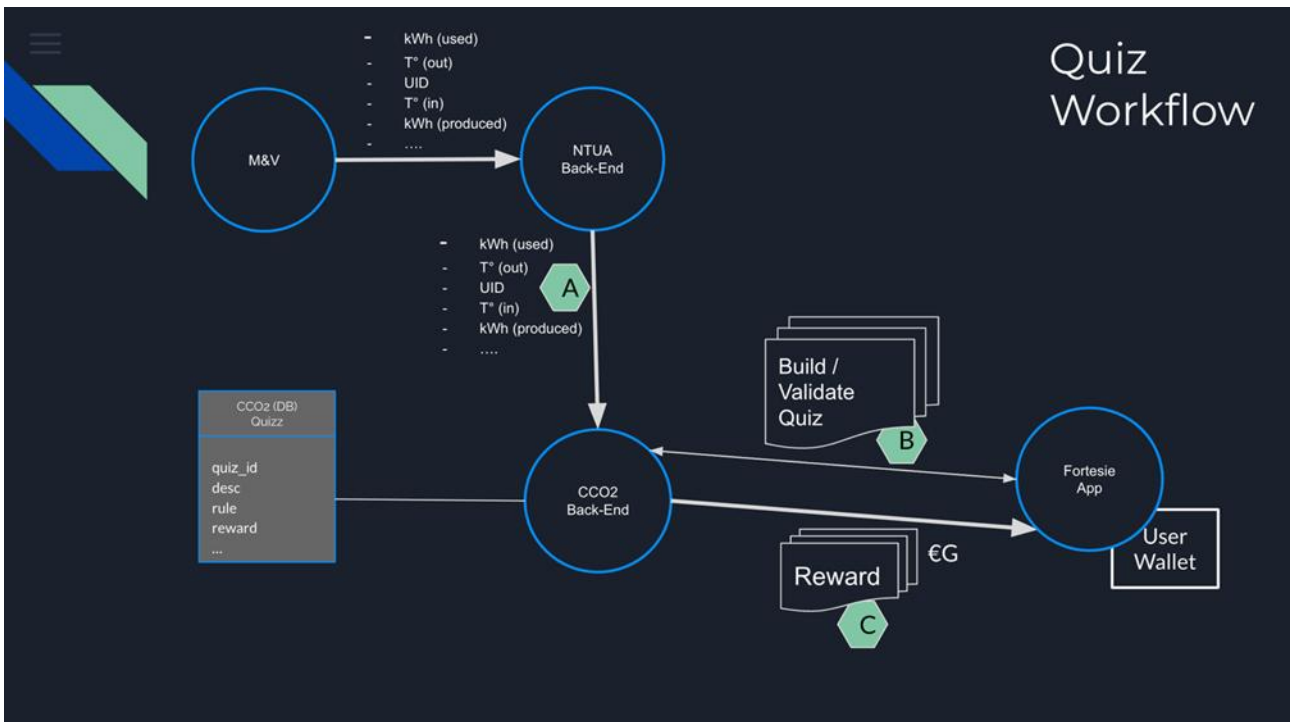 Quiz
Workflow
- kWh (used)
- T° (out)
- UID
- T° (in)
- kWh (produced)
- ....
M&V
NTUA
Back-End
- kWh (used)
- T° (out)
- UID
- T° (in)
- kWh (produced)
- ....
A
Build /
Validate
Quiz
B
CCO2 (DB)
Quizz
quiz_id
desc
rule
reward
...
CCO2
Back-End
Fortesie
App
User
Wallet
Reward
€G
C